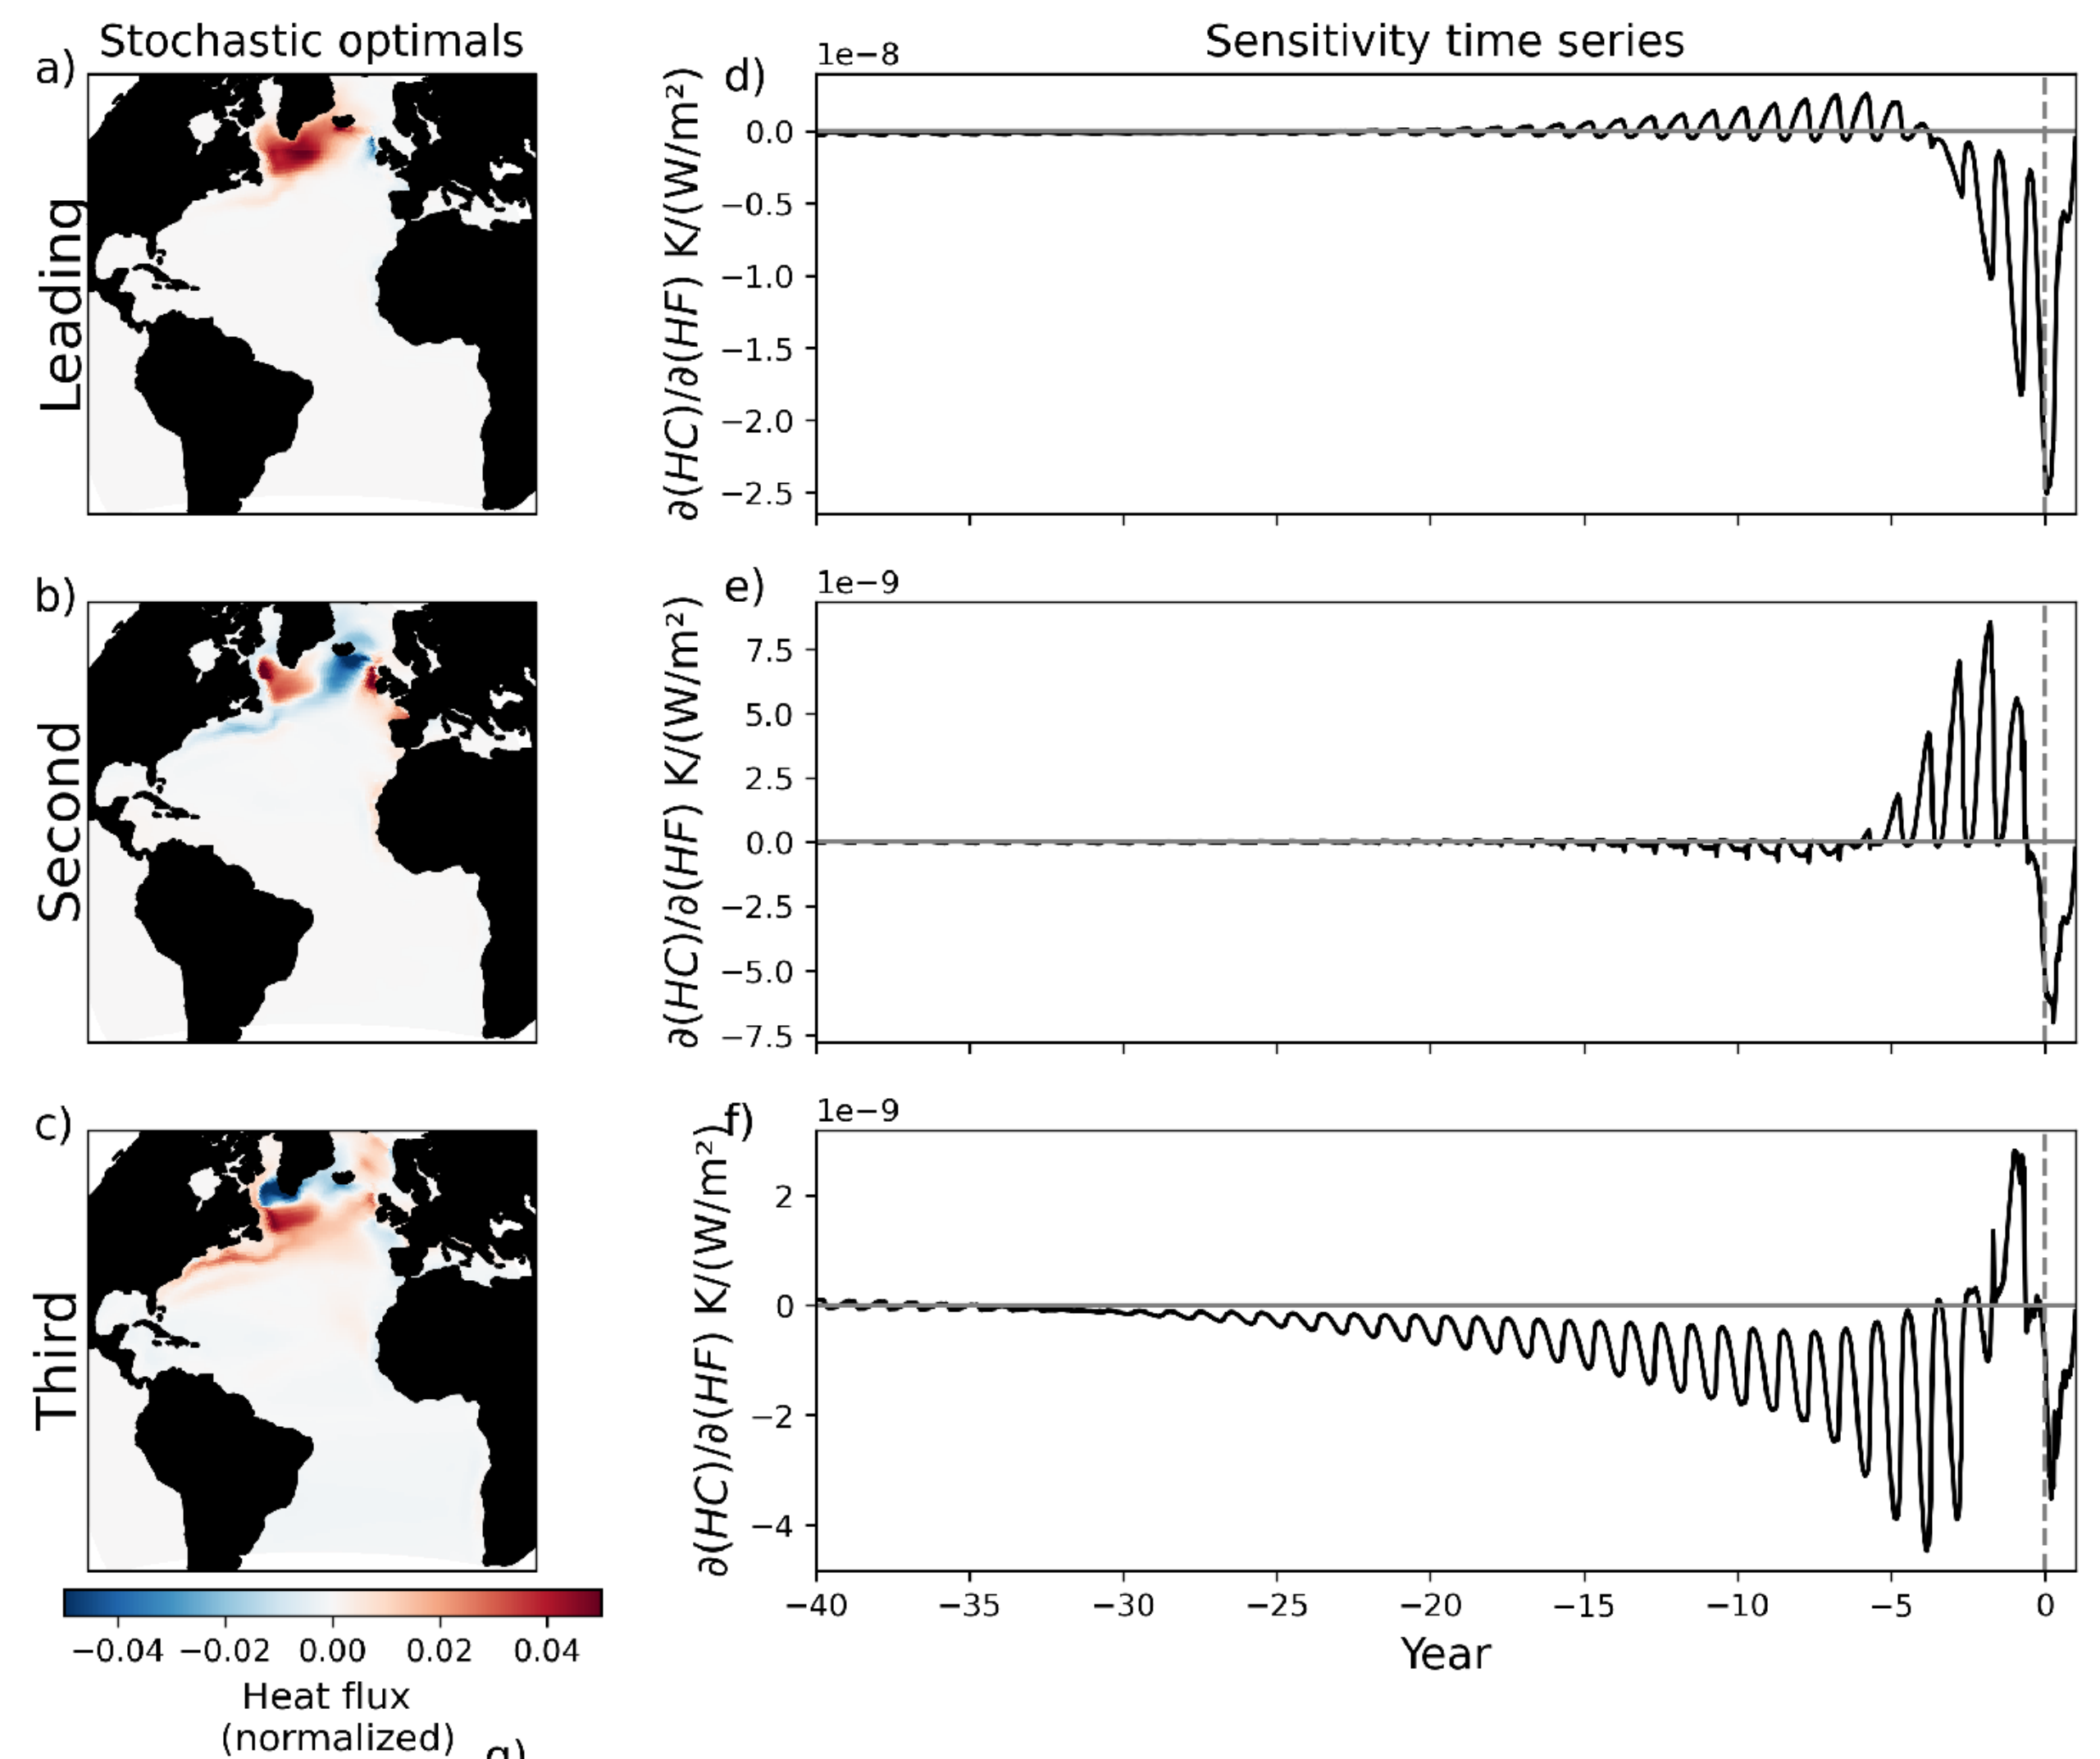 Stochastic optimals
Sensitivity time series
a)
Leading
d)
1e−8
∂(HC)/∂(HF) K/(W/m²)
0.0
−0.5
−1.0
−1.5
−2.0
−2.5
b)
Second
e)
1e−9
∂(HC)/∂(HF) K/(W/m²)
7.5
5.0
2.5
0.0
−2.5
−5.0
−7.5
c)
Third
f)
1e−9
∂(HC)/∂(HF) K/(W/m²)
2
0
−2
−4
−40 −35 −30 −25 −20 −15 −10 −5 0
Year
−0.04 −0.02 0.00 0.02 0.04
Heat flux
(normalized)